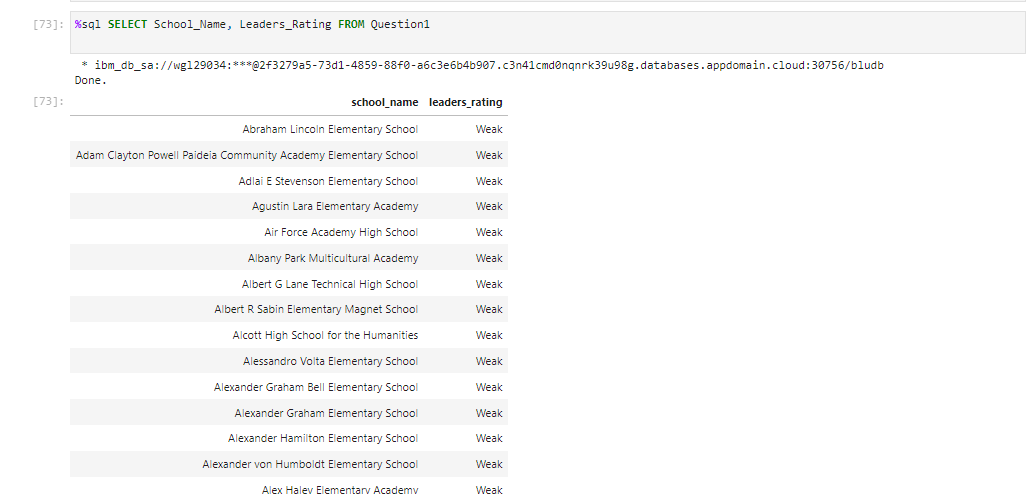 [73]: %sql SELECT School_Name, Leaders_Rating FROM Question1
* ibm_db_sa://wgl29034:***@2f3279a5-73d1-4859-88f0-a6c3e6b4b907.c3n41cmd0nqnrk39u98g.databases.appdomain.cloud:30756/bludb
Done.
[73]: school_name leaders_rating
Abraham Lincoln Elementary School Weak
Adam Clayton Powell Paideia Community Academy Elementary School Weak
Adlai E Stevenson Elementary School Weak
Agustin Lara Elementary Academy Weak
Air Force Academy High School Weak
Albany Park Multicultural Academy Weak
Albert G Lane Technical High School Weak
Albert R Sabin Elementary Magnet School Weak
Alcott High School for the Humanities Weak
Alessandro Volta Elementary School Weak
Alexander Graham Bell Elementary School Weak
Alexander Graham Elementary School Weak
Alexander Hamilton Elementary School Weak
Alexander von Humboldt Elementary School Weak
Alex Haley Elementary Academy Weak